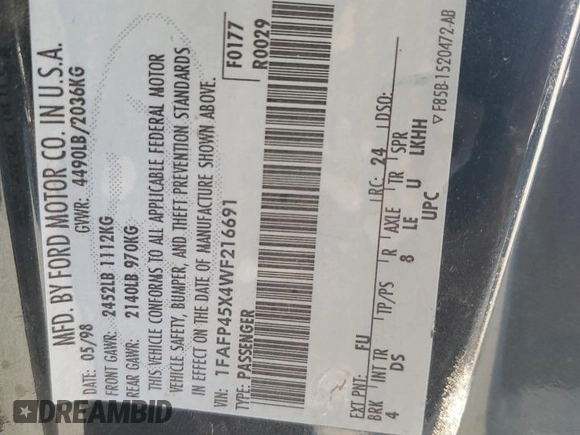 MFD. BY FORD MOTOR CO. IN U.S.A.
DATE: 05/98 GVWR: 4490LB/2036KG
FRONT GAWR: 2452LB 1112KG
REAR GAWR: 2140LB 970KG
THIS VEHICLE CONFORMS TO ALL APPLICABLE FEDERAL MOTOR
VEHICLE SAFETY, BUMPER, AND THEFT PREVENTION STANDARDS
IN EFFECT ON THE DATE OF MANUFACTURE SHOWN ABOVE.
VIN: 1FAFP45X4WF216691 F0177
TYPE: PASSENGER R0029
EXT PNT: FU RC: 24 DSO:
BRK INT TR TP/PS R AXLE TR SPR
4 DS 8 LE U LKHH
UPC
▽ F85B-1520472-AB
DREAMBID